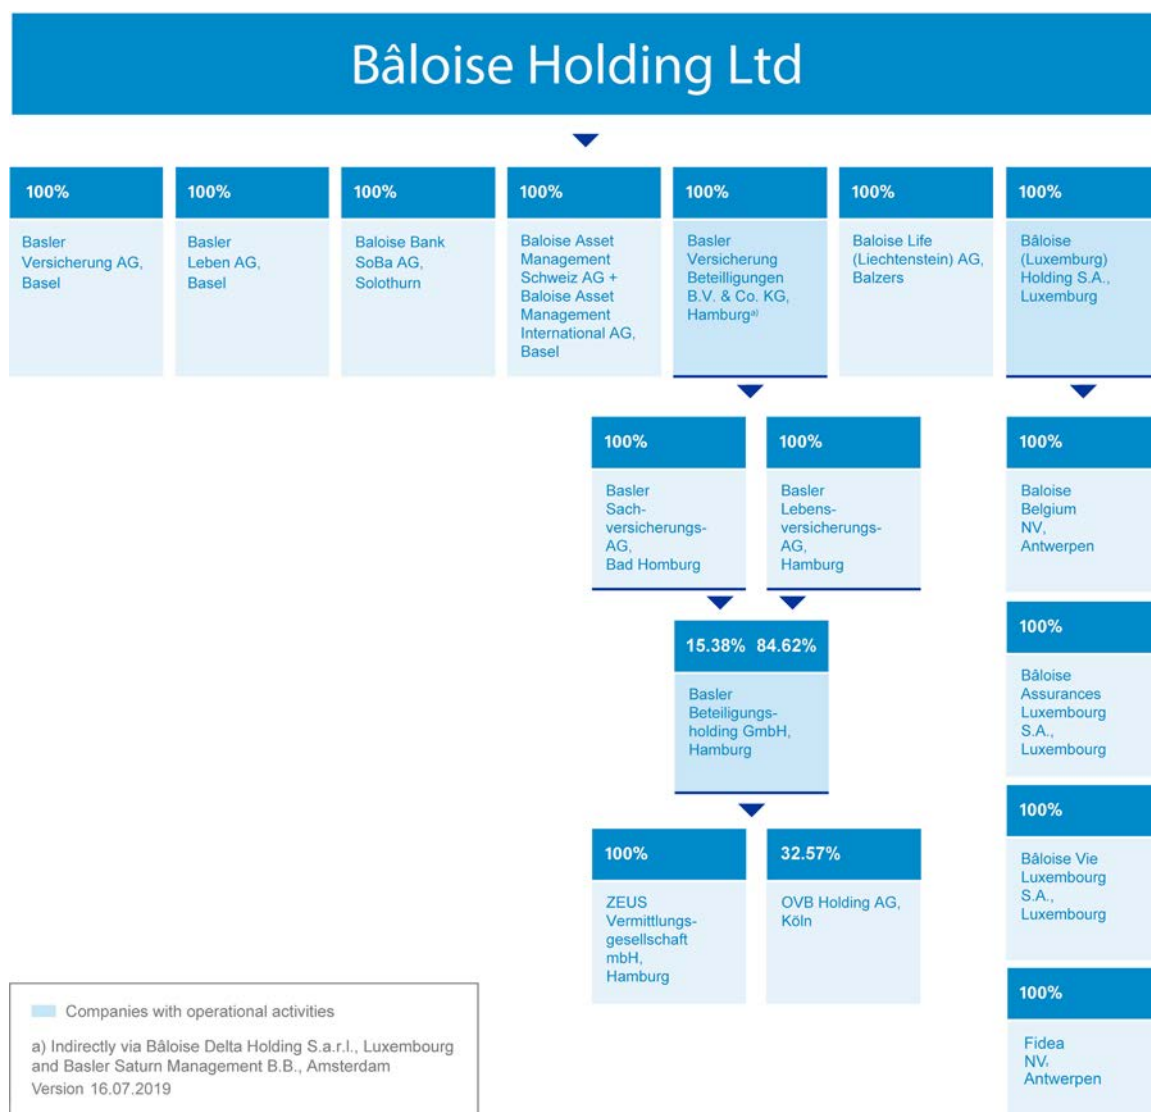 Bâloise Holding Ltd
100%
Basler
Versicherung AG,
Basel
100%
Basler
Leben AG,
Basel
100%
Baloise Bank
SoBa AG,
Solothurn
100%
Baloise Asset
Management
Schweiz AG +
Baloise Asset
Management
International AG,
Basel
100%
Basler
Versicherung
Beteilligungen
B.V. & Co. KG,
Hamburg a)
100%
Baloise Life
(Liechtenstein) AG,
Balzers
100%
Bâloise
(Luxemburg)
Holding S.A.,
Luxemburg
100%
Basler
Sach-
versicherungs-
AG,
Bad Homburg
100%
Basler
Lebens-
versicherungs-
AG,
Hamburg
100%
Baloise
Belgium
NV,
Antwerpen
15.38% 84.62%
Basler
Beteiligungs-
holding GmbH,
Hamburg
100%
Bâloise
Assurances
Luxembourg
S.A.,
Luxembourg
100%
ZEUS
Vermittlungs-
gesellschaft
mbH,
Hamburg
32.57%
OVB Holding AG,
Köln
100%
Bâloise Vie
Luxembourg
S.A.,
Luxembourg
100%
Fidea
NV,
Antwerpen
Companies with operational activities
a) Indirectly via Bâloise Delta Holding S.a.r.l., Luxembourg
and Basler Saturn Management B.B., Amsterdam
Version 16.07.2019